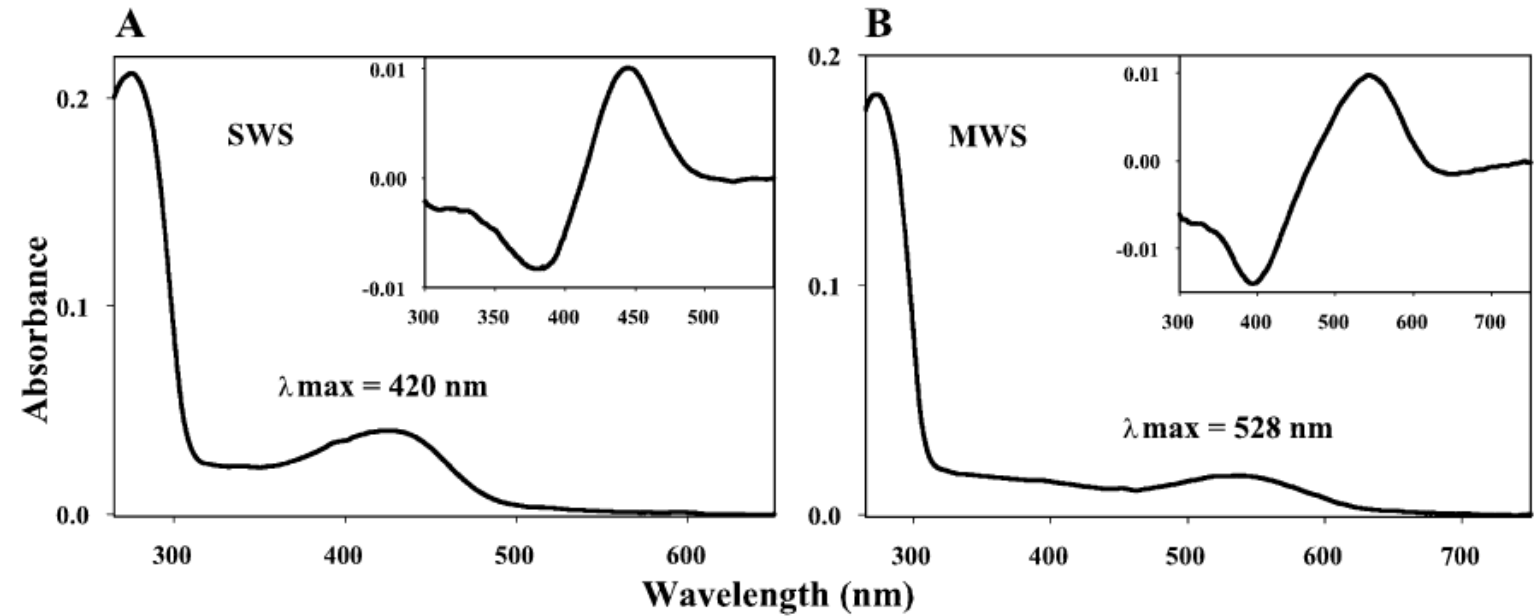 A
B
Absorbance
0.2
0.1
0.0
SWS
λmax = 420 nm
300 400 500 600
0.01
0.00
-0.01
300 350 400 450 500
0.2
0.1
0.0
MWS
λmax = 528 nm
300 400 500 600 700
0.01
0.00
-0.01
300 400 500 600 700
Wavelength (nm)